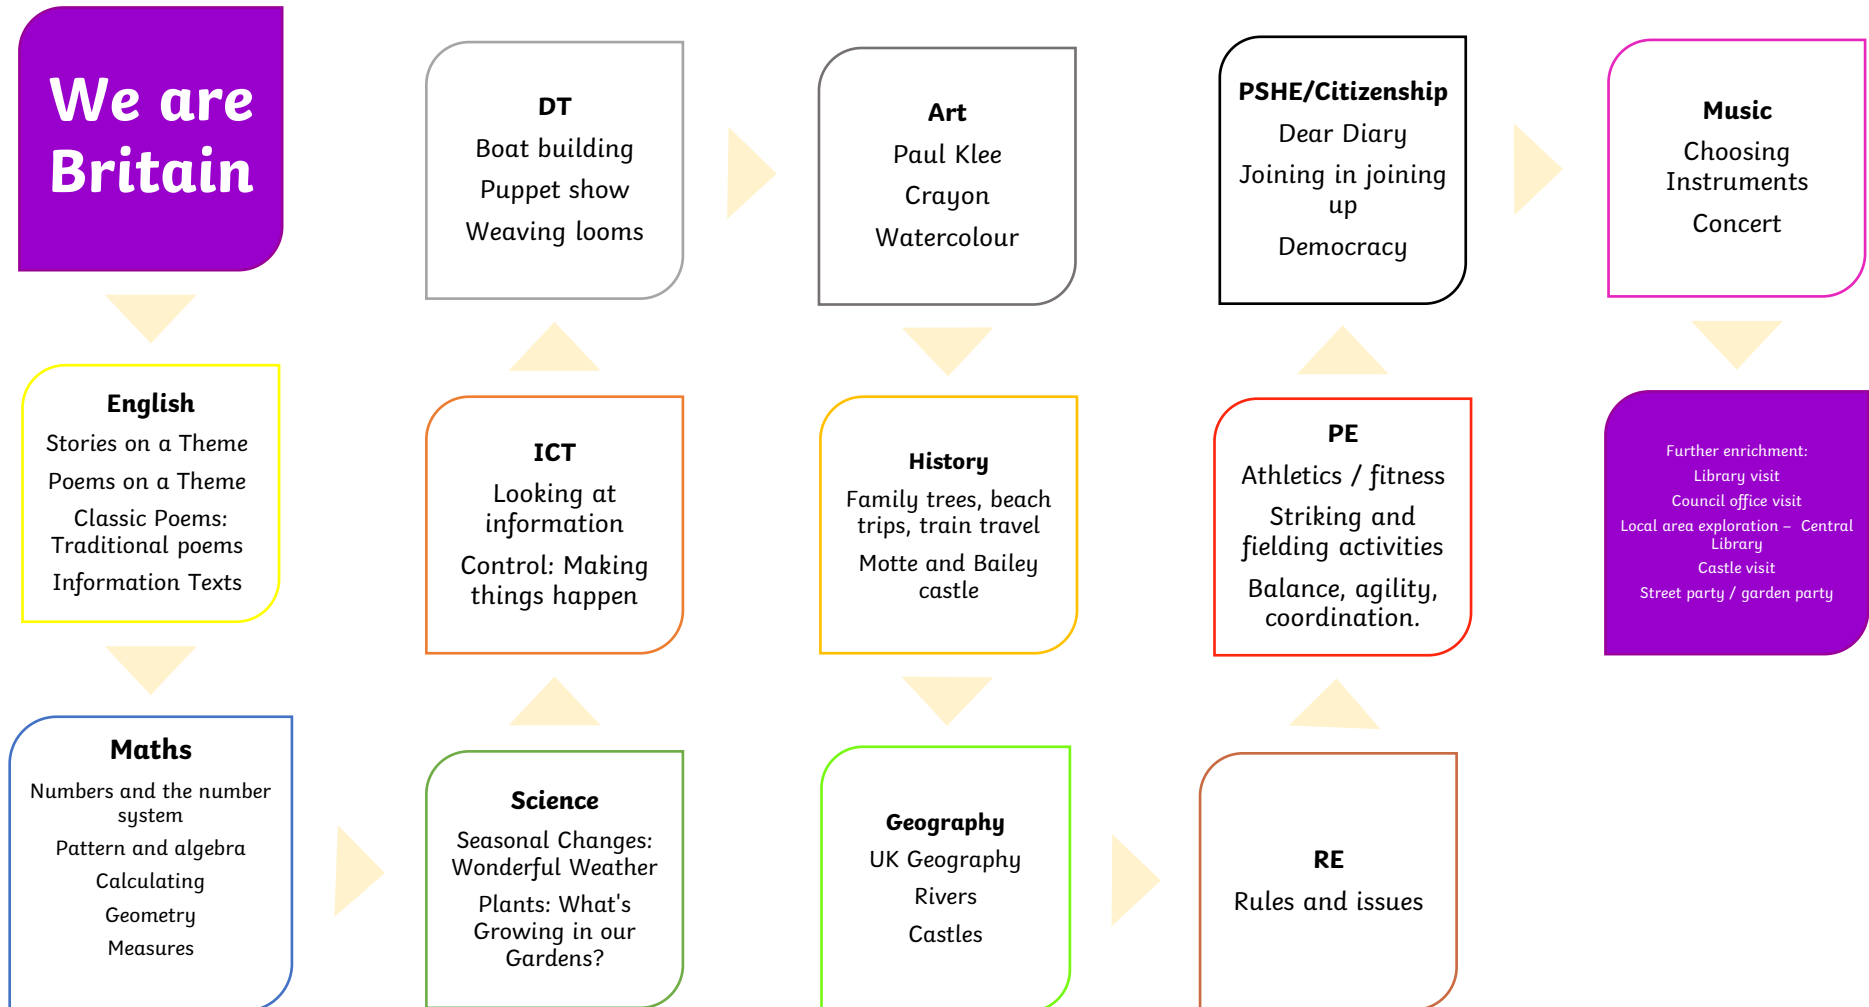 We are
Britain
English
Stories on a Theme
Poems on a Theme
Classic Poems:
Traditional poems
Information Texts
Maths
Numbers and the number
system
Pattern and algebra
Calculating
Geometry
Measures
Science
Seasonal Changes:
Wonderful Weather
Plants: What's
Growing in our
Gardens?
ICT
Looking at
information
Control: Making
things happen
DT
Boat building
Puppet show
Weaving looms
Art
Paul Klee
Crayon
Watercolour
History
Family trees, beach
trips, train travel
Motte and Bailey
castle
Geography
UK Geography
Rivers
Castles
RE
Rules and issues
PE
Athletics / fitness
Striking and
fielding activities
Balance, agility,
coordination.
PSHE/Citizenship
Dear Diary
Joining in joining
up
Democracy
Music
Choosing
Instruments
Concert
Further enrichment:
Library visit
Council office visit
Local area exploration – Central
Library
Castle visit
Street party / garden party